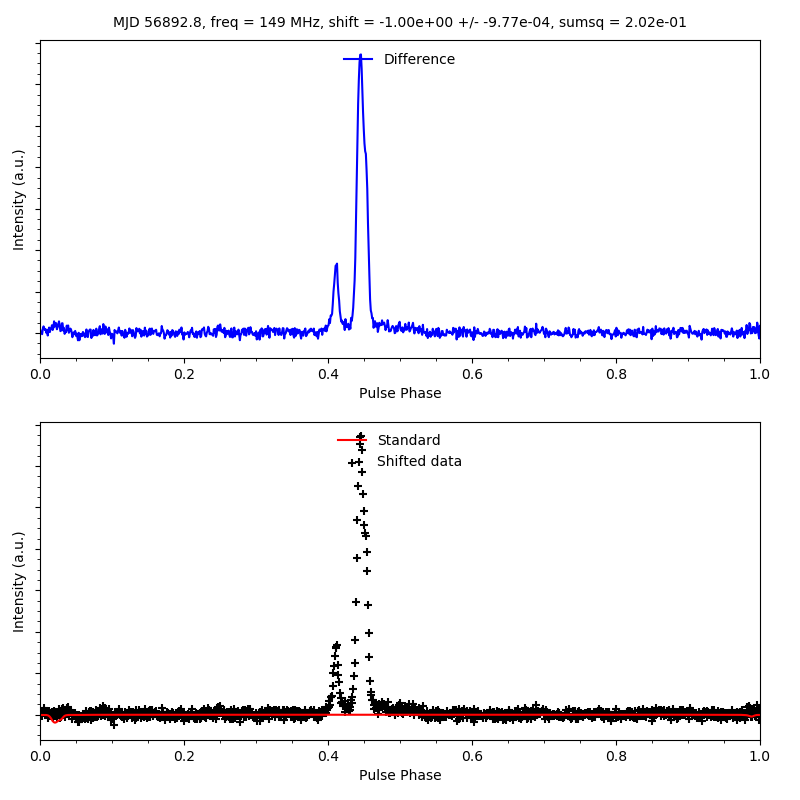 MJD 56892.8, freq = 149 MHz, shift = -1.00e+00 +/- -9.77e-04, sumsq = 2.02e-01
Difference
Intensity (a.u.)
0.0 0.2 0.4 0.6 0.8 1.0
Pulse Phase
Standard
Shifted data
Intensity (a.u.)
0.0 0.2 0.4 0.6 0.8 1.0
Pulse Phase